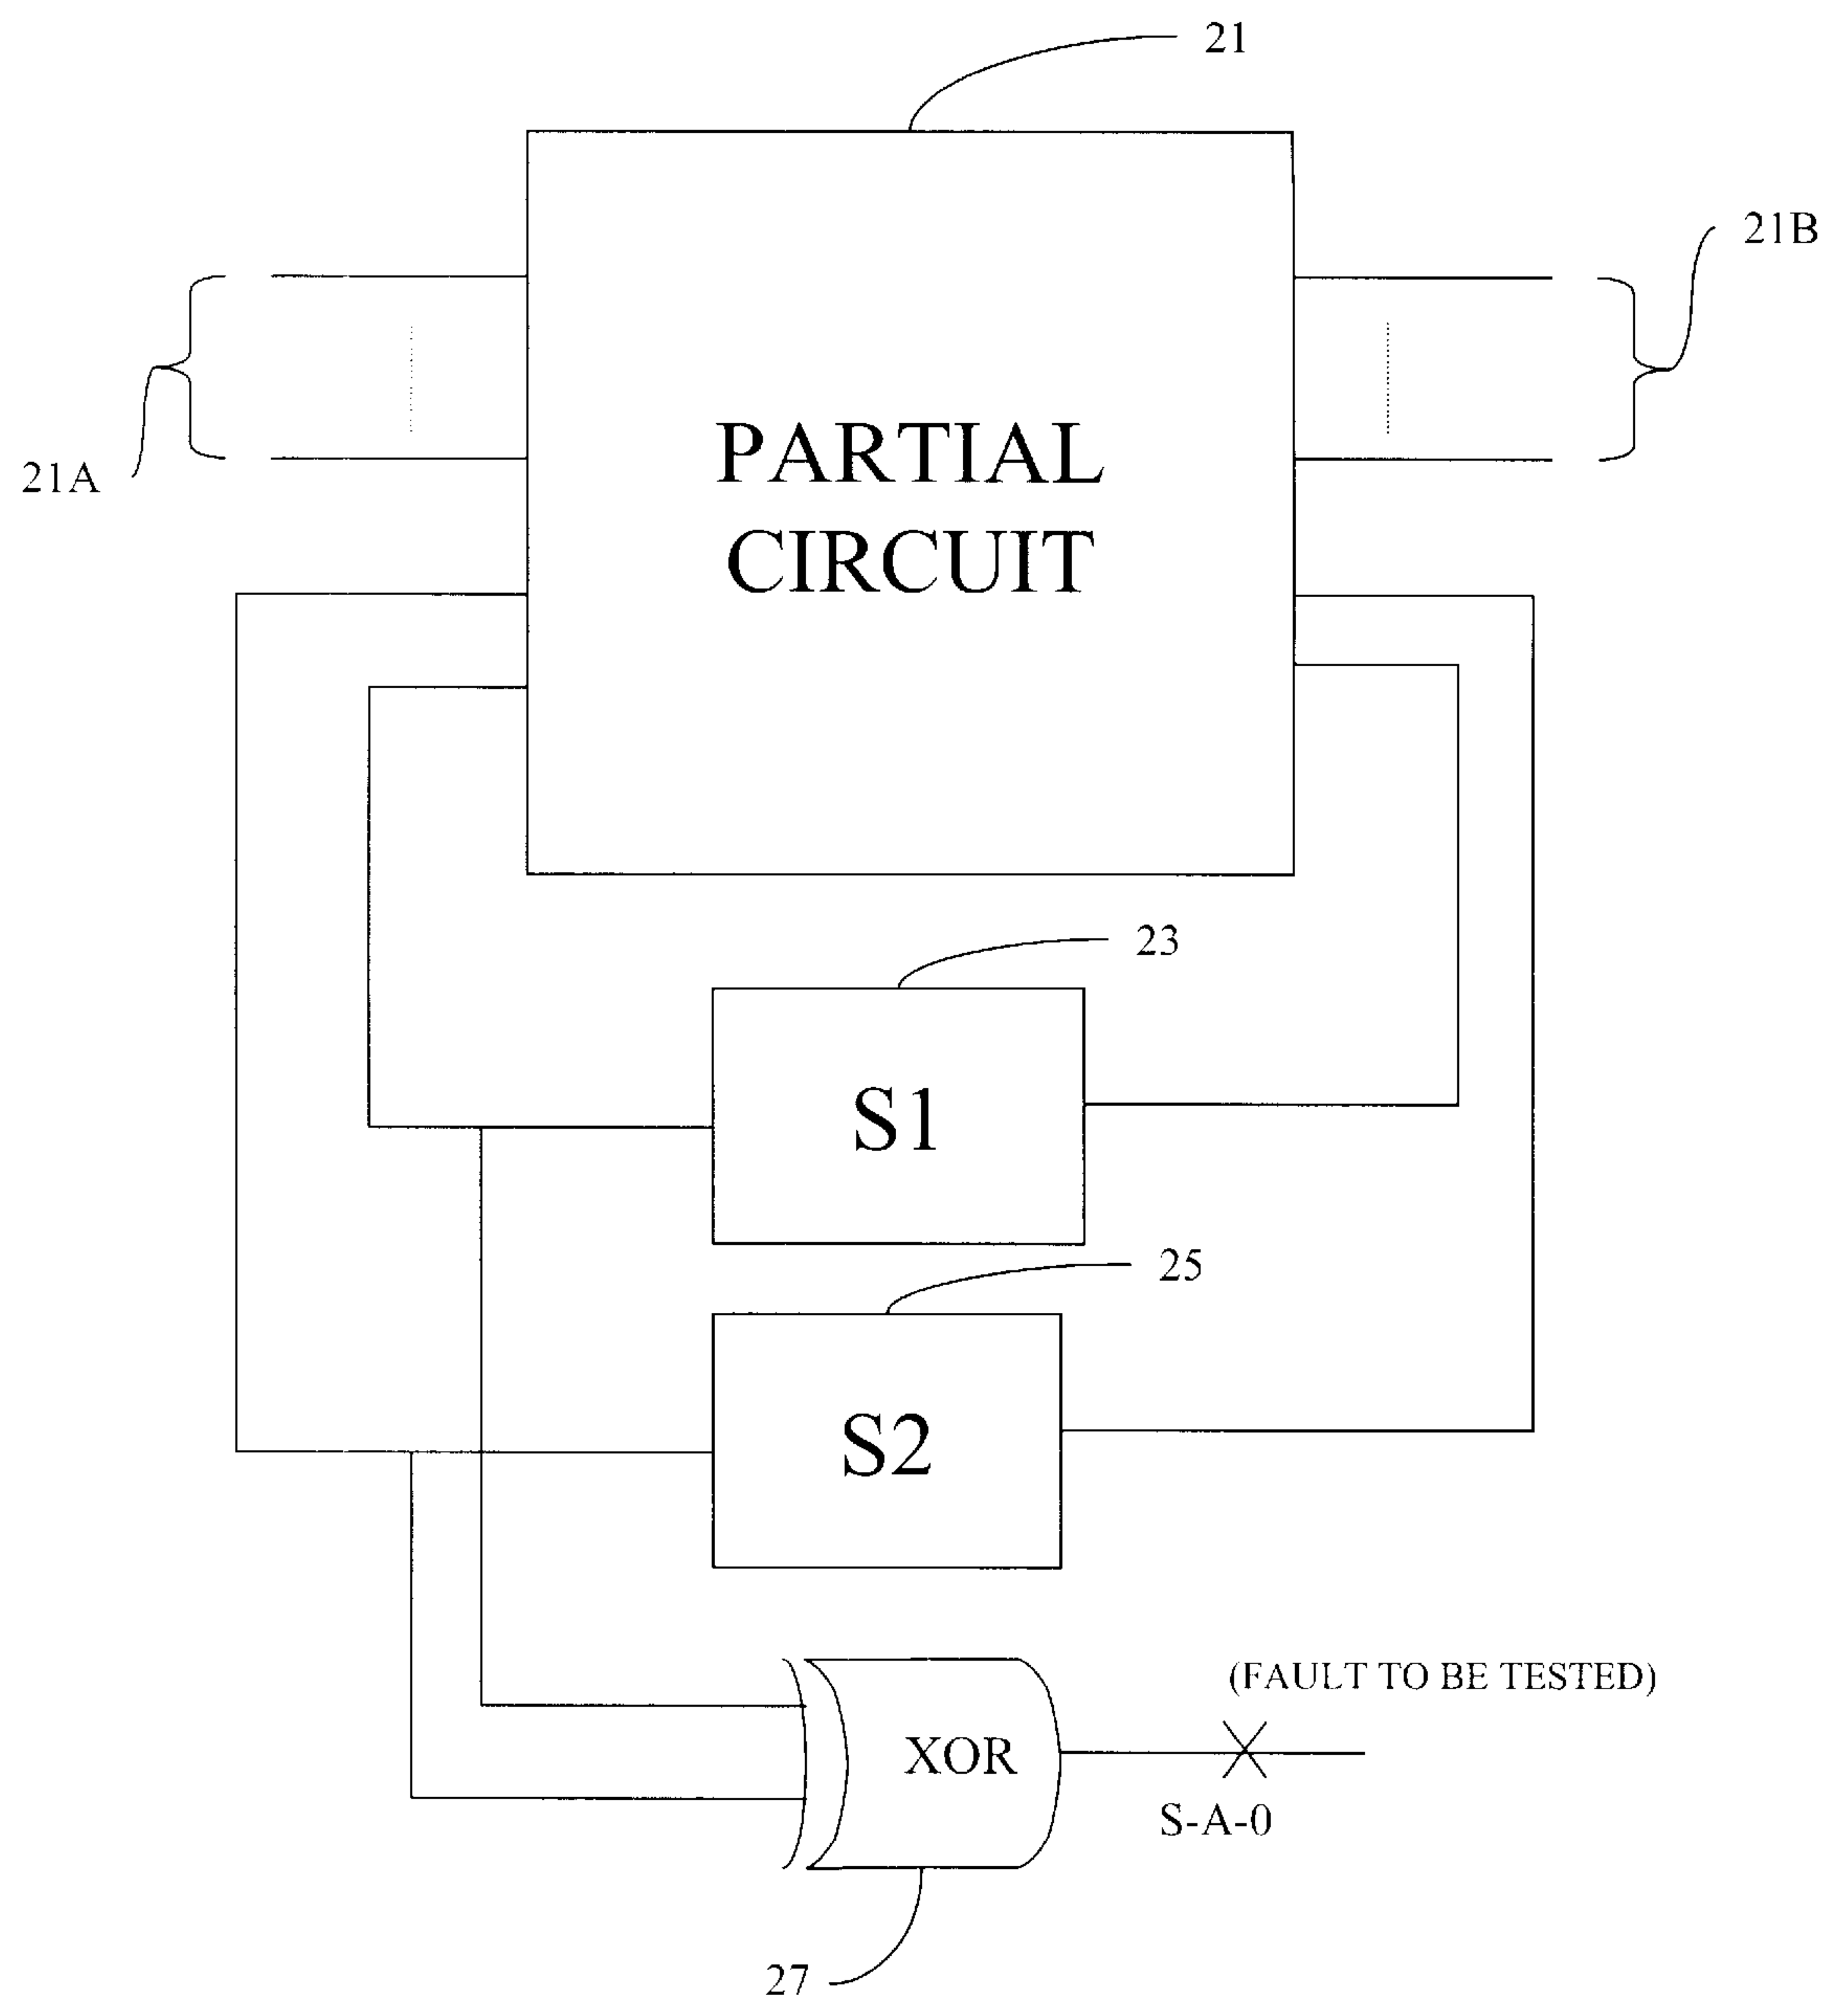 21
21B
21A
PARTIAL
CIRCUIT
23
S1
25
S2
(FAULT TO BE TESTED)
XOR
S-A-0
27